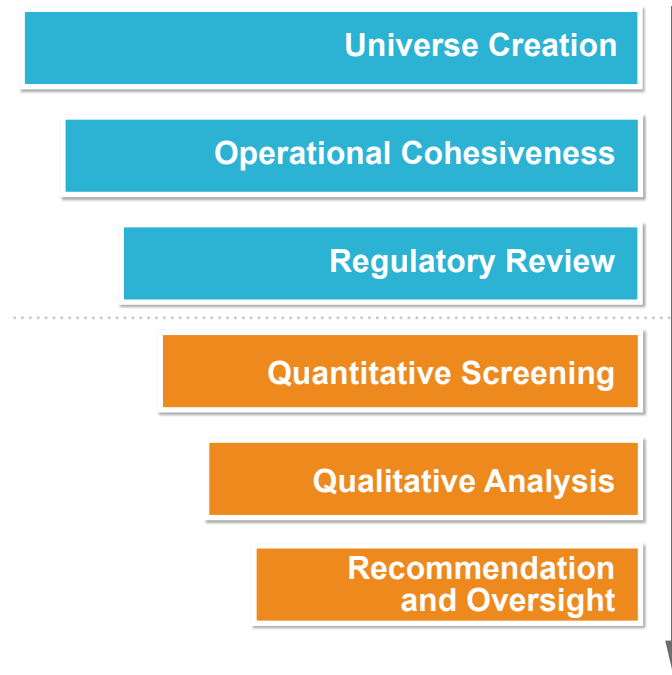 Universe Creation
Operational Cohesiveness
Regulatory Review
Quantitative Screening
Qualitative Analysis
Recommendation
and Oversight